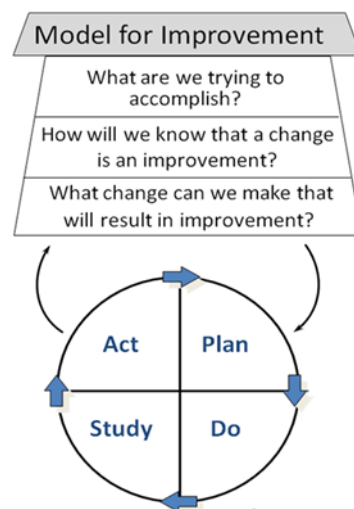 Model for Improvement
What are we trying to
accomplish?
How will we know that a change
is an improvement?
What change can we make that
will result in improvement?
Act
Plan
Study
Do